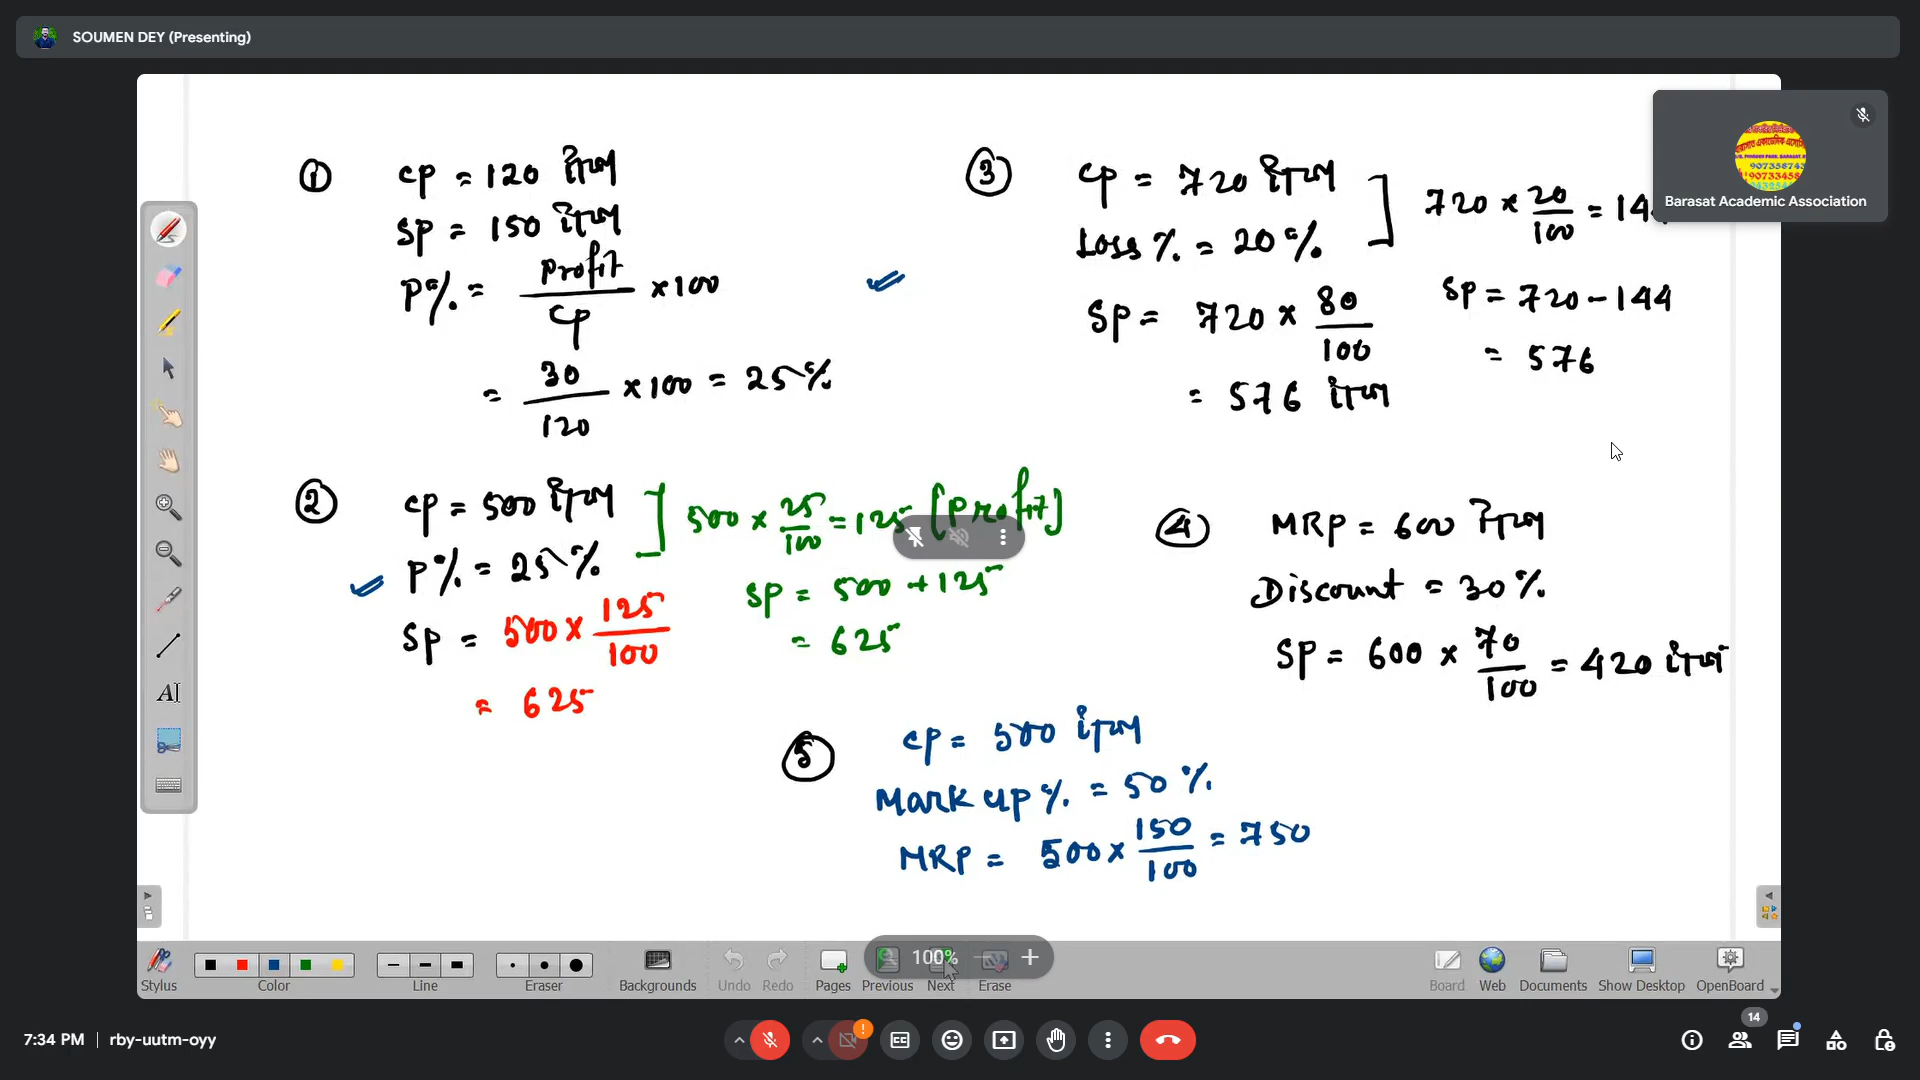 SOUMEN DEY (Presenting)
Barasat Academic Association
①
CP = 120 টাকা
SP = 150 টাকা
P% = Profit / CP × 100
= 30 / 120 × 100 = 25%
②
CP = 500 টাকা ] 500 × 25/100 = 125 [Profit]
P% = 25%
SP = 500 + 125
= 625
SP = 500 × 125/100
= 625
③
CP = 720 টাকা ] 720 × 20/100 =
Loss% = 20%
SP = 720 × 80/100
= 576 টাকা
SP = 720 - 144
= 576
④
MRP = 600 টাকা
Discount = 30%
SP = 600 × 70/100 = 420 টাকা
⑤
CP = 500 টাকা
Mark up% = 50%
MRP = 500 × 150/100 = 750
Stylus
Color
Line
Eraser
Backgrounds
Undo
Redo
Pages
Previous
Next
Erase
100%
Board
Web
Documents
Show Desktop
OpenBoard
7:34 PM | rby-uutm-oyy
14